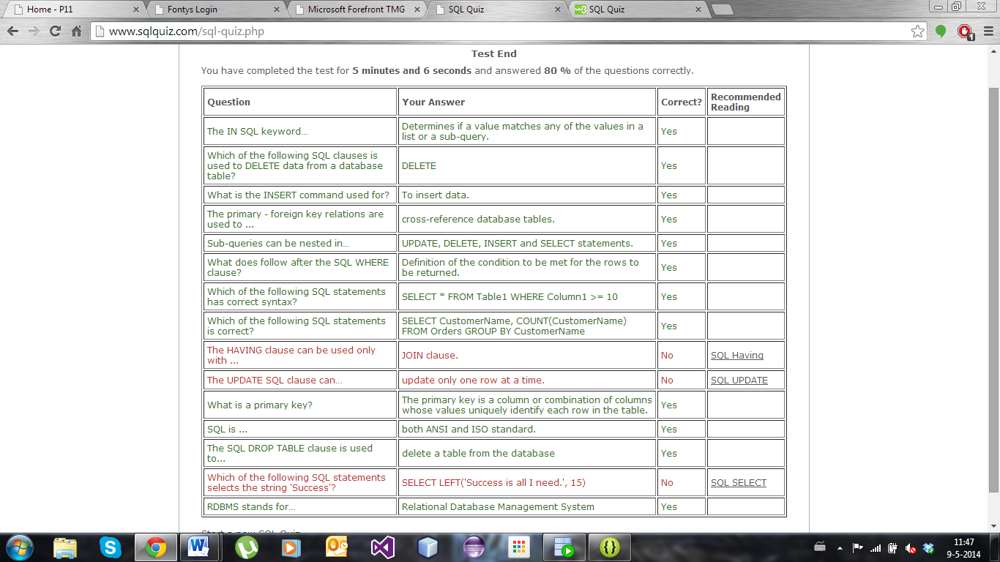 Home - P11
Fontys Login
Microsoft Forefront TMG
SQL Quiz
w3 SQL Quiz
www.sqlquiz.com/sql-quiz.php
1
Test End
You have completed the test for 5 minutes and 6 seconds and answered 80 % of the questions correctly.
Question
Your Answer
Correct?
Recommended
Reading
The IN SQL keyword...
Determines if a value matches any of the values in a
list or a sub-query.
Yes
Which of the following SQL clauses is
used to DELETE data from a database
table?
DELETE
Yes
What is the INSERT command used for?
To insert data.
Yes
The primary - foreign key relations are
used to ...
cross-reference database tables.
Yes
Sub-queries can be nested in...
UPDATE, DELETE, INSERT and SELECT statements.
Yes
What does follow after the SQL WHERE
clause?
Definition of the condition to be met for the rows to
be returned.
Yes
Which of the following SQL statements
has correct syntax?
SELECT * FROM Table1 WHERE Column1 >= 10
Yes
Which of the following SQL statements
is correct?
SELECT CustomerName, COUNT(CustomerName)
FROM Orders GROUP BY CustomerName
Yes
The HAVING clause can be used only
with ...
JOIN clause.
No
SQL Having
The UPDATE SQL clause can...
update only one row at a time.
No
SQL UPDATE
What is a primary key?
The primary key is a column or combination of columns
whose values uniquely identify each row in the table.
Yes
SQL is ...
both ANSI and ISO standard.
Yes
The SQL DROP TABLE clause is used
to...
delete a table from the database
Yes
Which of the following SQL statements
selects the string 'Success'?
SELECT LEFT('Success is all I need.', 15)
No
SQL SELECT
RDBMS stands for...
Relational Database Management System
Yes
Start a new SQL Quiz
11:47
9-5-2014